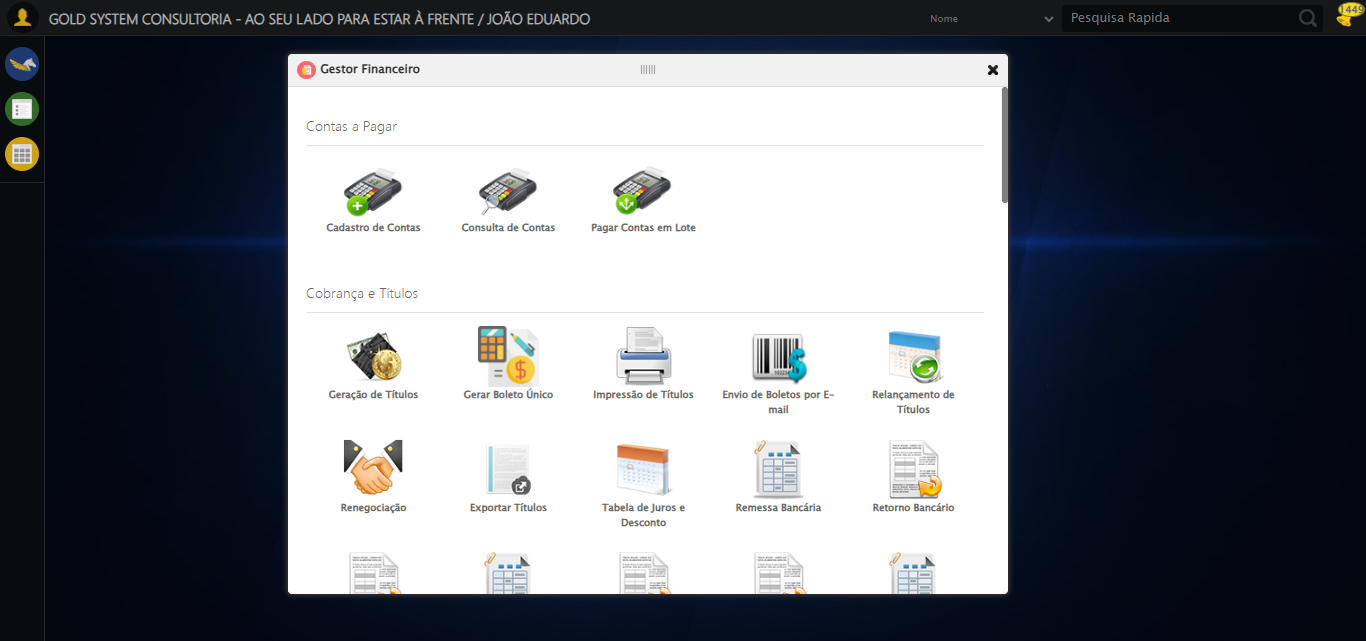 GOLD SYSTEM CONSULTORIA - AO SEU LADO PARA ESTAR À FRENTE / JOÃO EDUARDO
Nome
Pesquisa Rapida
1449
Gestor Financeiro
Contas a Pagar
Cadastro de Contas
Consulta de Contas
Pagar Contas em Lote
Cobrança e Títulos
Geração de Títulos
Gerar Boleto Único
Impressão de Títulos
Envio de Boletos por E-
mail
Relançamento de
Títulos
Renegociação
Exportar Títulos
Tabela de Juros e
Desconto
Remessa Bancária
Retorno Bancário